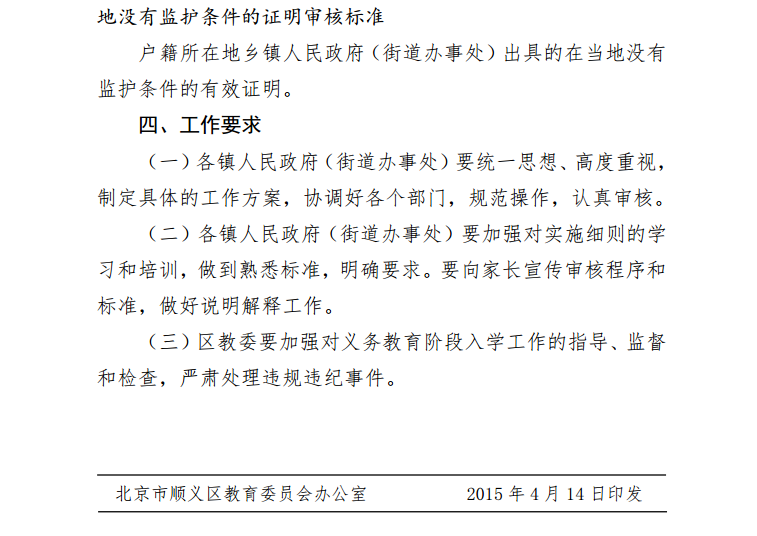 地没有监护条件的证明审核标准
户籍所在地乡镇人民政府（街道办事处）出具的在当地没有
监护条件的有效证明。
四、工作要求
（一）各镇人民政府（街道办事处）要统一思想、高度重视，
制定具体的工作方案，协调好各个部门，规范操作，认真审核。
（二）各镇人民政府（街道办事处）要加强对实施细则的学
习和培训，做到熟悉标准，明确要求。要向家长宣传审核程序和
标准，做好说明解释工作。
（三）区教委要加强对义务教育阶段入学工作的指导、监督
和检查，严肃处理违规违纪事件。
北京市顺义区教育委员会办公室 2015 年 4 月 14 日印发